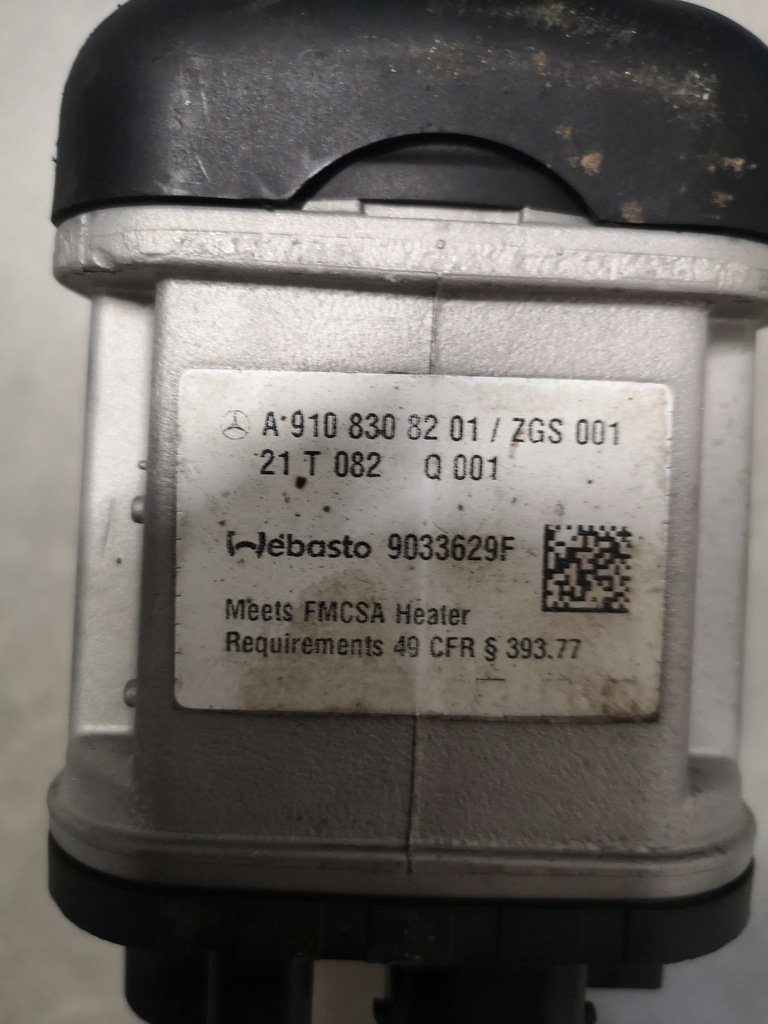 A 910 830 82 01 / ZGS 001
21 T 082 Q 001
Webasto 9033629F
Meets FMCSA Heater
Requirements 49 CFR § 393.77